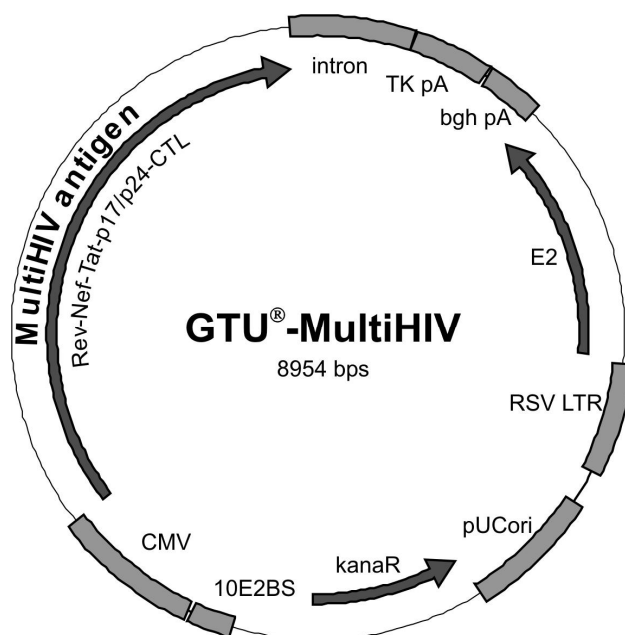 intron
TK pA
bgh pA
MultiHIV antigen
Rev-Nef-Tat-p17/p24-CTL
E2
GTU®-MultiHIV
8954 bps
RSV LTR
pUCori
CMV
10E2BS
kanaR